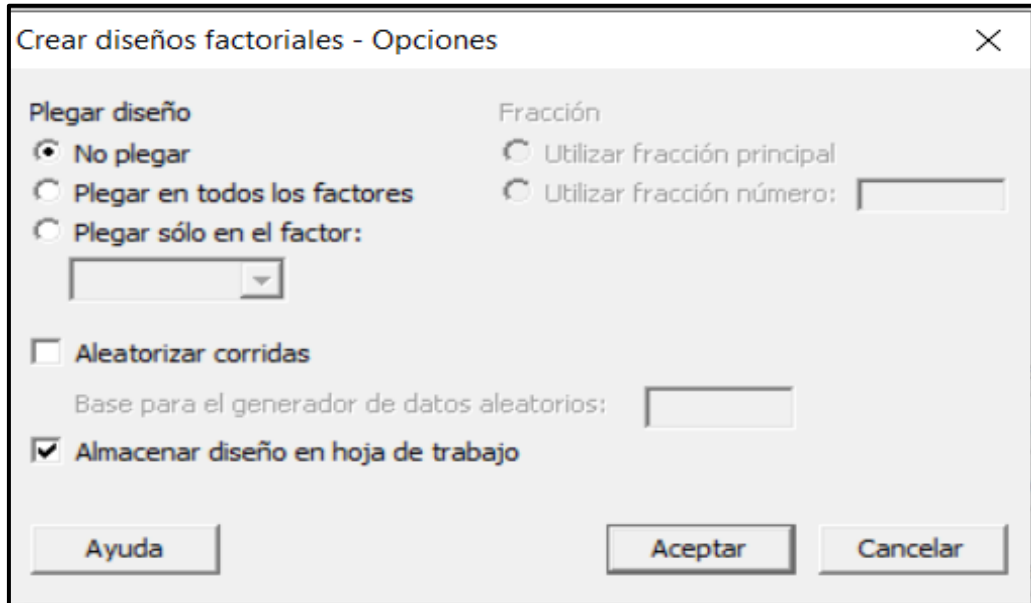 Crear diseños factoriales - Opciones
Plegar diseño
No plegar
Plegar en todos los factores
Plegar sólo en el factor:
Fracción
Utilizar fracción principal
Utilizar fracción número:
Aleatorizar corridas
Base para el generador de datos aleatorios:
Almacenar diseño en hoja de trabajo
Ayuda
Aceptar
Cancelar